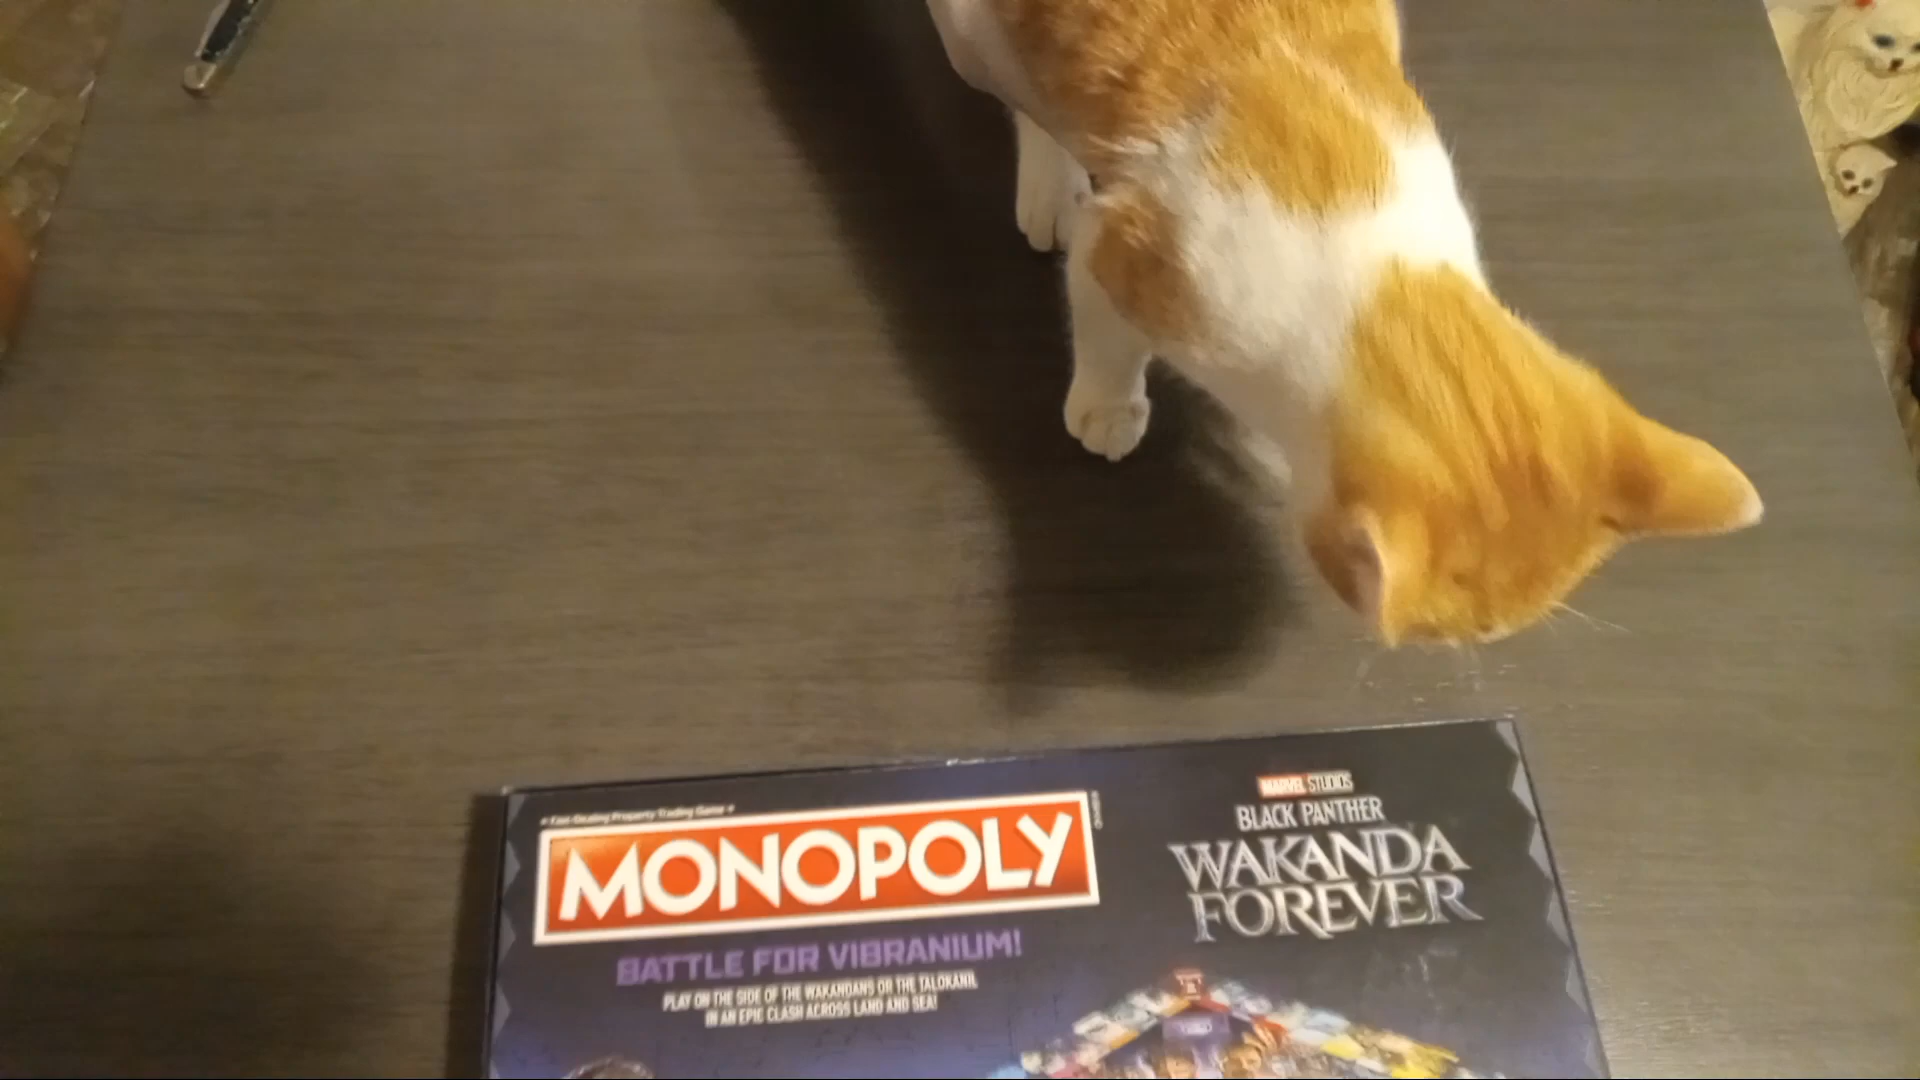 Fast-Dealing Property Trading Game
MONOPOLY
BATTLE FOR VIBRANIUM!
PLAY ON THE SIDE OF THE WAKANDANS OR THE TALOKANIL
IN AN EPIC CLASH ACROSS LAND AND SEA!
MARVEL STUDIOS
BLACK PANTHER
WAKANDA
FOREVER